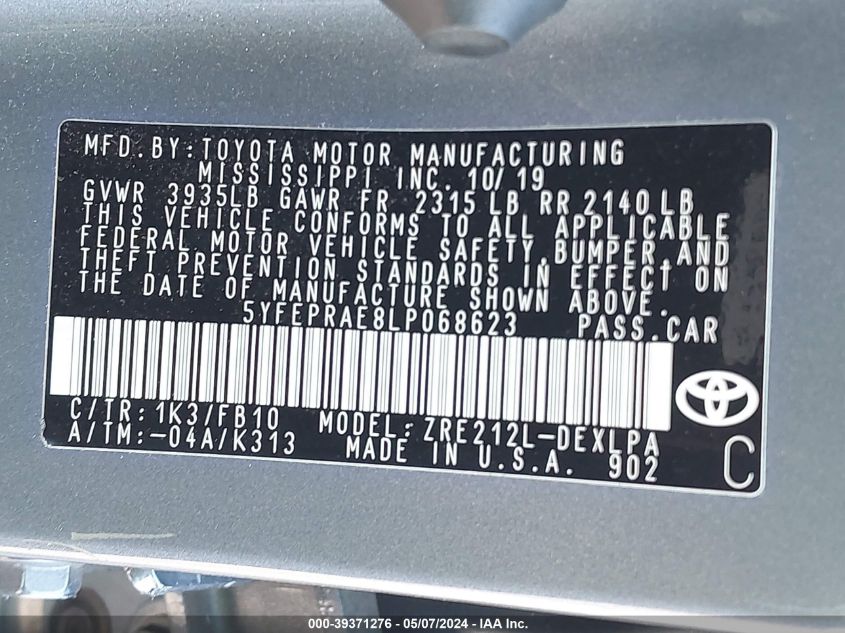 MFD.BY:TOYOTA MOTOR MANUFACTURING
MISSISSIPPI INC. 10/19
GVWR 3935LB GAWR FR 2315 LB RR 2140 LB
THIS VEHICLE CONFORMS TO ALL APPLICABLE
FEDERAL MOTOR VEHICLE SAFETY,BUMPER,AND
THEFT PREVENTION STANDARDS IN EFFECT ON
THE DATE OF MANUFACTURE SHOWN ABOVE.
5YFEPRAE8LP068623 PASS.CAR
C/TR:1K3/FB10 MODEL:ZRE212L-DEXLPA
A/TM:-04A/K313 MADE IN U.S.A. 902
C
000-39371276 - 05/07/2024 - IAA Inc.